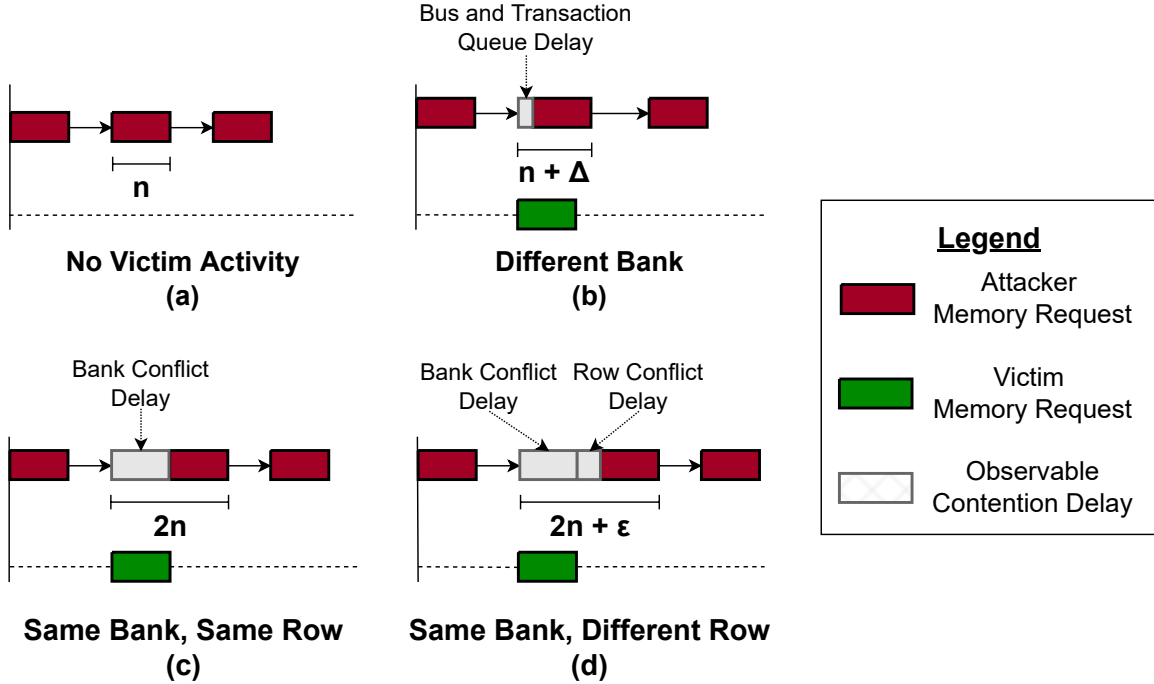 n
No Victim Activity
(a)
Bus and Transaction
Queue Delay
n + Δ
Different Bank
(b)
Bank Conflict
Delay
2n
Same Bank, Same Row
(c)
Bank Conflict
Delay
Row Conflict
Delay
2n + ε
Same Bank, Different Row
(d)
Legend
Attacker
Memory Request
Victim
Memory Request
Observable
Contention Delay